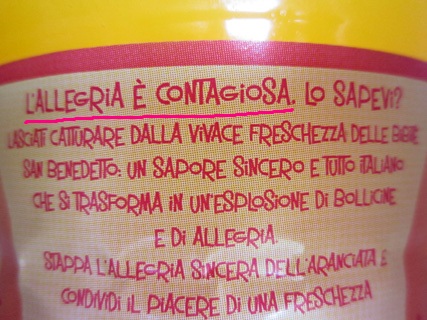 L'ALLEGRIA È CONTAGIOSA. LO SAPEVI?
LASCIATI CATTURARE DALLA VIVACE FRESCHEZZA DELLE BIBITE
SAN BENEDETTO: UN SAPORE SINCERO E TUTTO ITALIANO
CHE SI TRASFORMA IN UN'ESPLOSIONE DI BOLLICINE
E DI ALLEGRIA.
STAPPA L'ALLEGRIA SINCERA DELL'ARANCIATA E
CONDIVIDI IL PIACERE DI UNA FRESCHEZZA